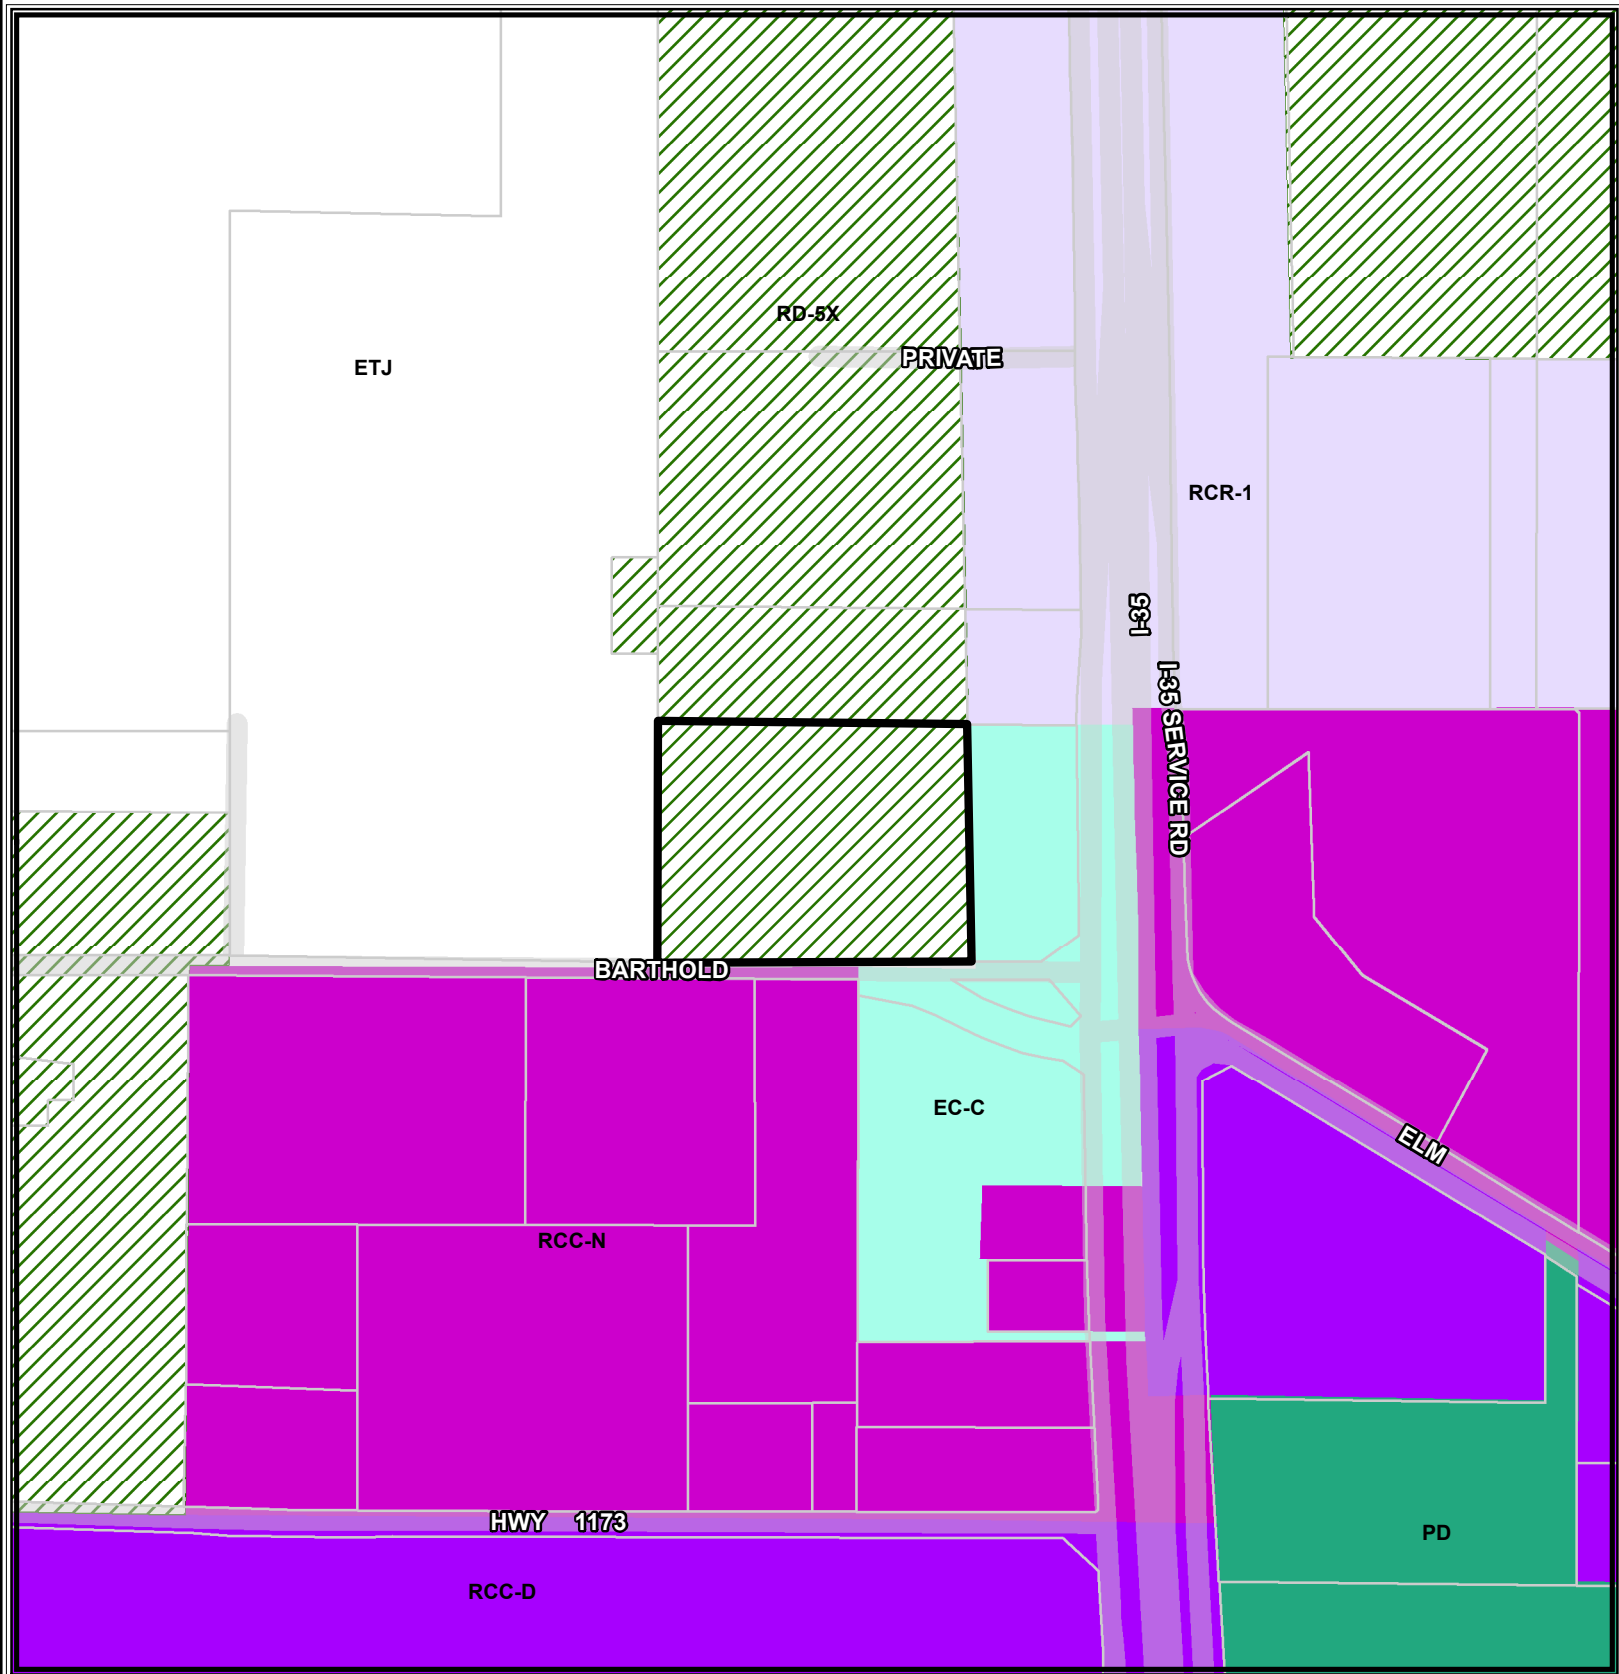 RD-5X
PRIVATE
ETJ
RCR-1
I-35
I-35 SERVICE RD
BARTHOLD
EC-C
ELM
RCC-N
HWY 1173
PD
RCC-D